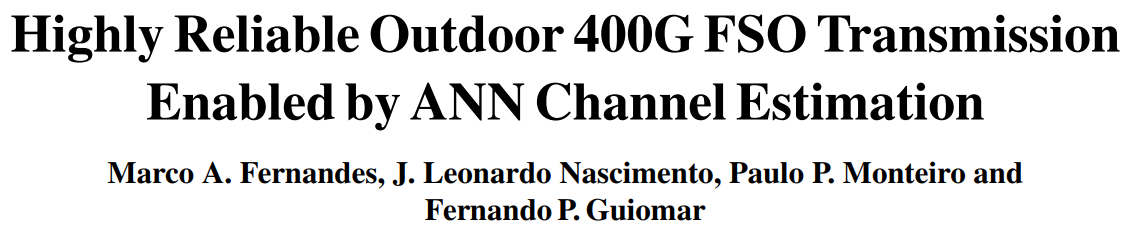 Highly Reliable Outdoor 400G FSO Transmission
Enabled by ANN Channel Estimation
Marco A. Fernandes, J. Leonardo Nascimento, Paulo P. Monteiro and
Fernando P. Guiomar